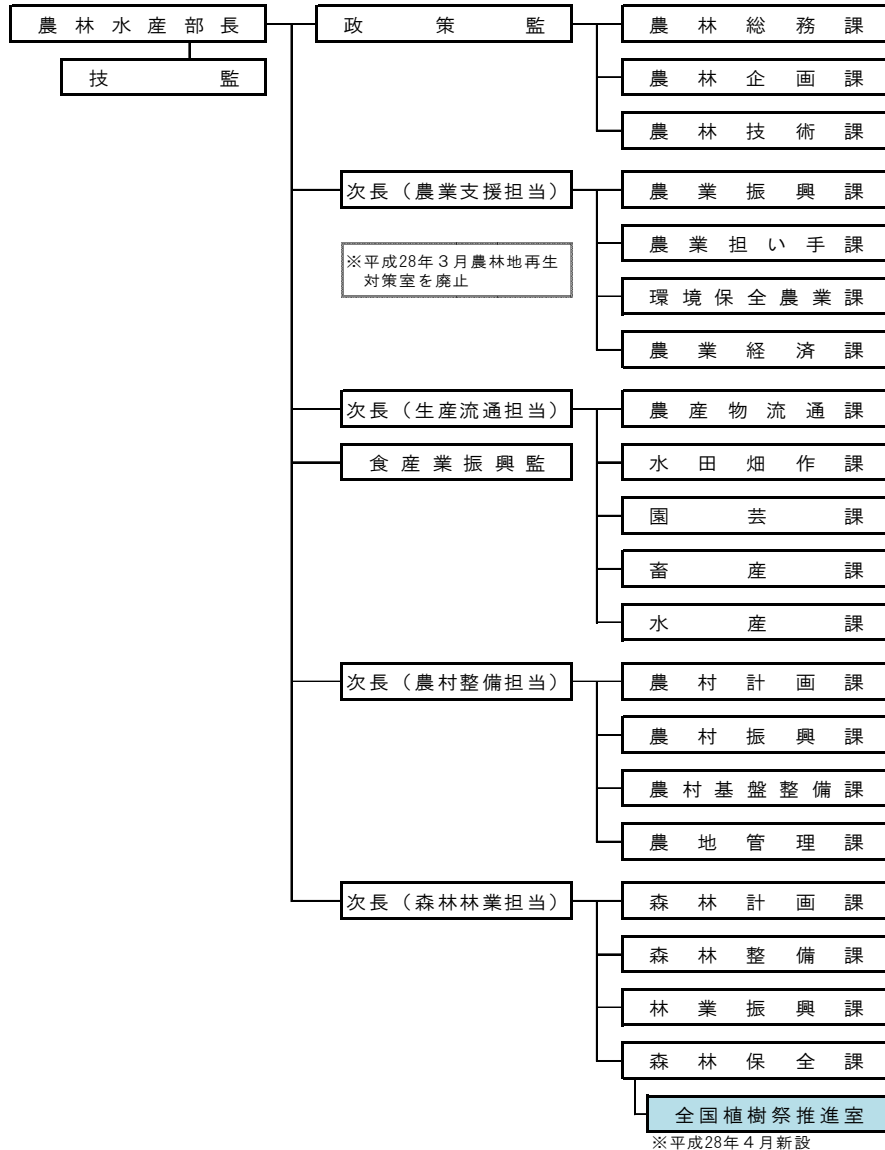 農林水産部長
政策監
農林総務課
技監
農林企画課
農林技術課
次長（農業支援担当）
農業振興課
※平成28年３月農林地再生
対策室を廃止
農業担い手課
環境保全農業課
農業経済課
次長（生産流通担当）
農産物流通課
食産業振興監
水田畑作課
園芸課
畜産課
水産課
次長（農村整備担当）
農村計画課
農村振興課
農村基盤整備課
農地管理課
次長（森林林業担当）
森林計画課
森林整備課
林業振興課
森林保全課
全国植樹祭推進室
※平成28年４月新設